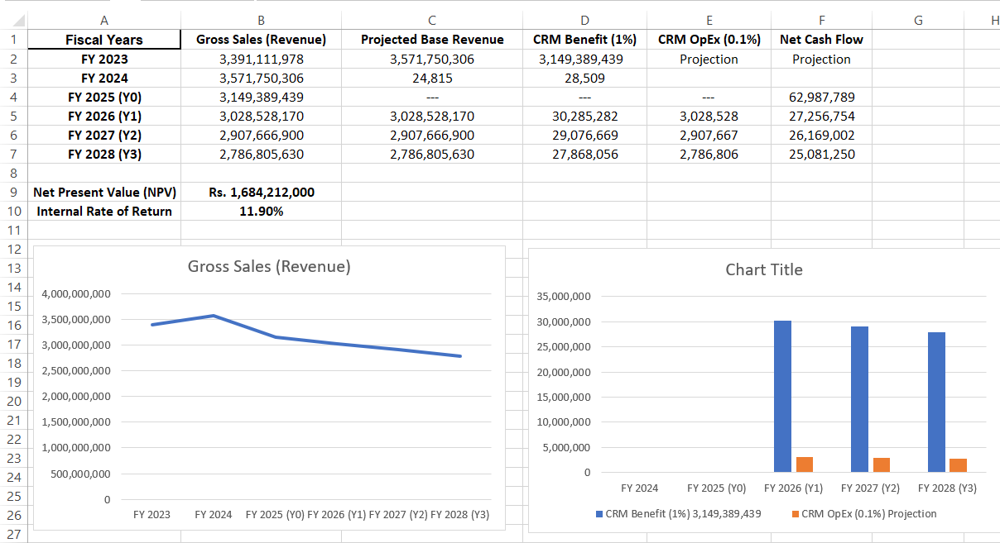 A B C D E F G H
1 Fiscal Years Gross Sales (Revenue) Projected Base Revenue CRM Benefit (1%) CRM OpEx (0.1%) Net Cash Flow
2 FY 2023 3,391,111,978 3,571,750,306 3,149,389,439 Projection Projection
3 FY 2024 3,571,750,306 24,815 28,509
4 FY 2025 (Y0) 3,149,389,439 --- --- --- 62,987,789
5 FY 2026 (Y1) 3,028,528,170 3,028,528,170 30,285,282 3,028,528 27,256,754
6 FY 2027 (Y2) 2,907,666,900 2,907,666,900 29,076,669 2,907,667 26,169,002
7 FY 2028 (Y3) 2,786,805,630 2,786,805,630 27,868,056 2,786,806 25,081,250
8
9 Net Present Value (NPV) Rs. 1,684,212,000
10 Internal Rate of Return 11.90%
11
12
13
14
15
16
17
18
19
20
21
22
23
24
25
26
27
Gross Sales (Revenue)
4,000,000,000
3,500,000,000
3,000,000,000
2,500,000,000
2,000,000,000
1,500,000,000
1,000,000,000
500,000,000
0
FY 2023 FY 2024 FY 2025 (Y0) FY 2026 (Y1) FY 2027 (Y2) FY 2028 (Y3)
Chart Title
35,000,000
30,000,000
25,000,000
20,000,000
15,000,000
10,000,000
5,000,000
0
FY 2024 FY 2025 (Y0) FY 2026 (Y1) FY 2027 (Y2) FY 2028 (Y3)
CRM Benefit (1%) 3,149,389,439 CRM OpEx (0.1%) Projection